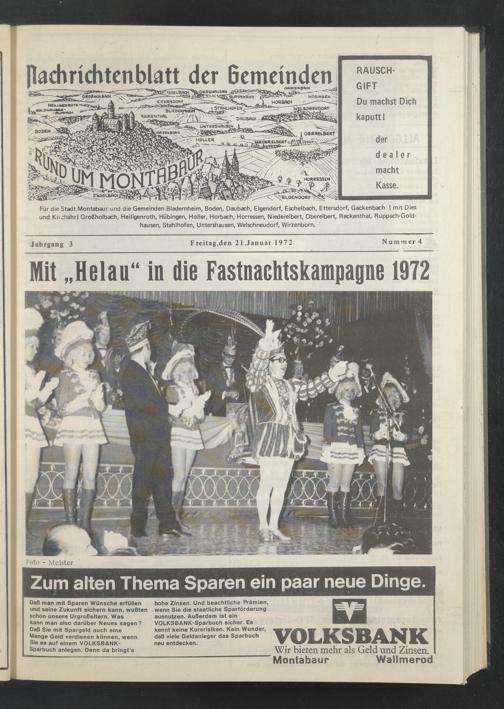 Nachrichtenblatt der Gemeinden
RUND UM MONTABAUR
RAUSCH-
GIFT
Du machst Dich
kaputt!
der
dealer
macht
Kasse.
Für die Stadt Montabaur und die Gemeinden Bladernheim, Boden, Daubach, Elgendorf, Eschelbach, Ettersdorf, Gackenbach ( mit Dies
und Kirchähr) Großholbach, Heiligenroth, Hübingen, Holler, Horbach, Horressen, Niederelbert, Oberelbert, Reckenthal, Ruppach-Gold-
hausen, Stahlhofen, Untershausen, Welschneudorf, Wirzenborn.
Jahrgang 3 Freitag,den 21.Januar 1972 Nummer 4
Mit „Helau“ in die Fastnachtskampagne 1972
Foto - Meister
Zum alten Thema Sparen ein paar neue Dinge.
Daß man mit Sparen Wünsche erfüllen
und seine Zukunft sichern kann, wußten
schon unsere Urgroßeltern. Was
kann man also darüber Neues sagen?
Daß Sie mit Spargeld auch eine
Menge Geld verdienen können, wenn
Sie es auf einem VOLKSBANK-
Sparbuch anlegen. Denn da bringt's
hohe Zinsen. Und beachtliche Prämien,
wenn Sie die staatliche Sparförderung
ausnutzen. Außerdem ist ein
VOLKSBANK-Sparbuch sicher. Es
kennt keine Kursrisiken. Kein Wunder,
daß viele Geldanleger das Sparbuch
neu entdecken.
VOLKSBANK
Wir bieten mehr als Geld und Zinsen.
Montabaur Wallmerod